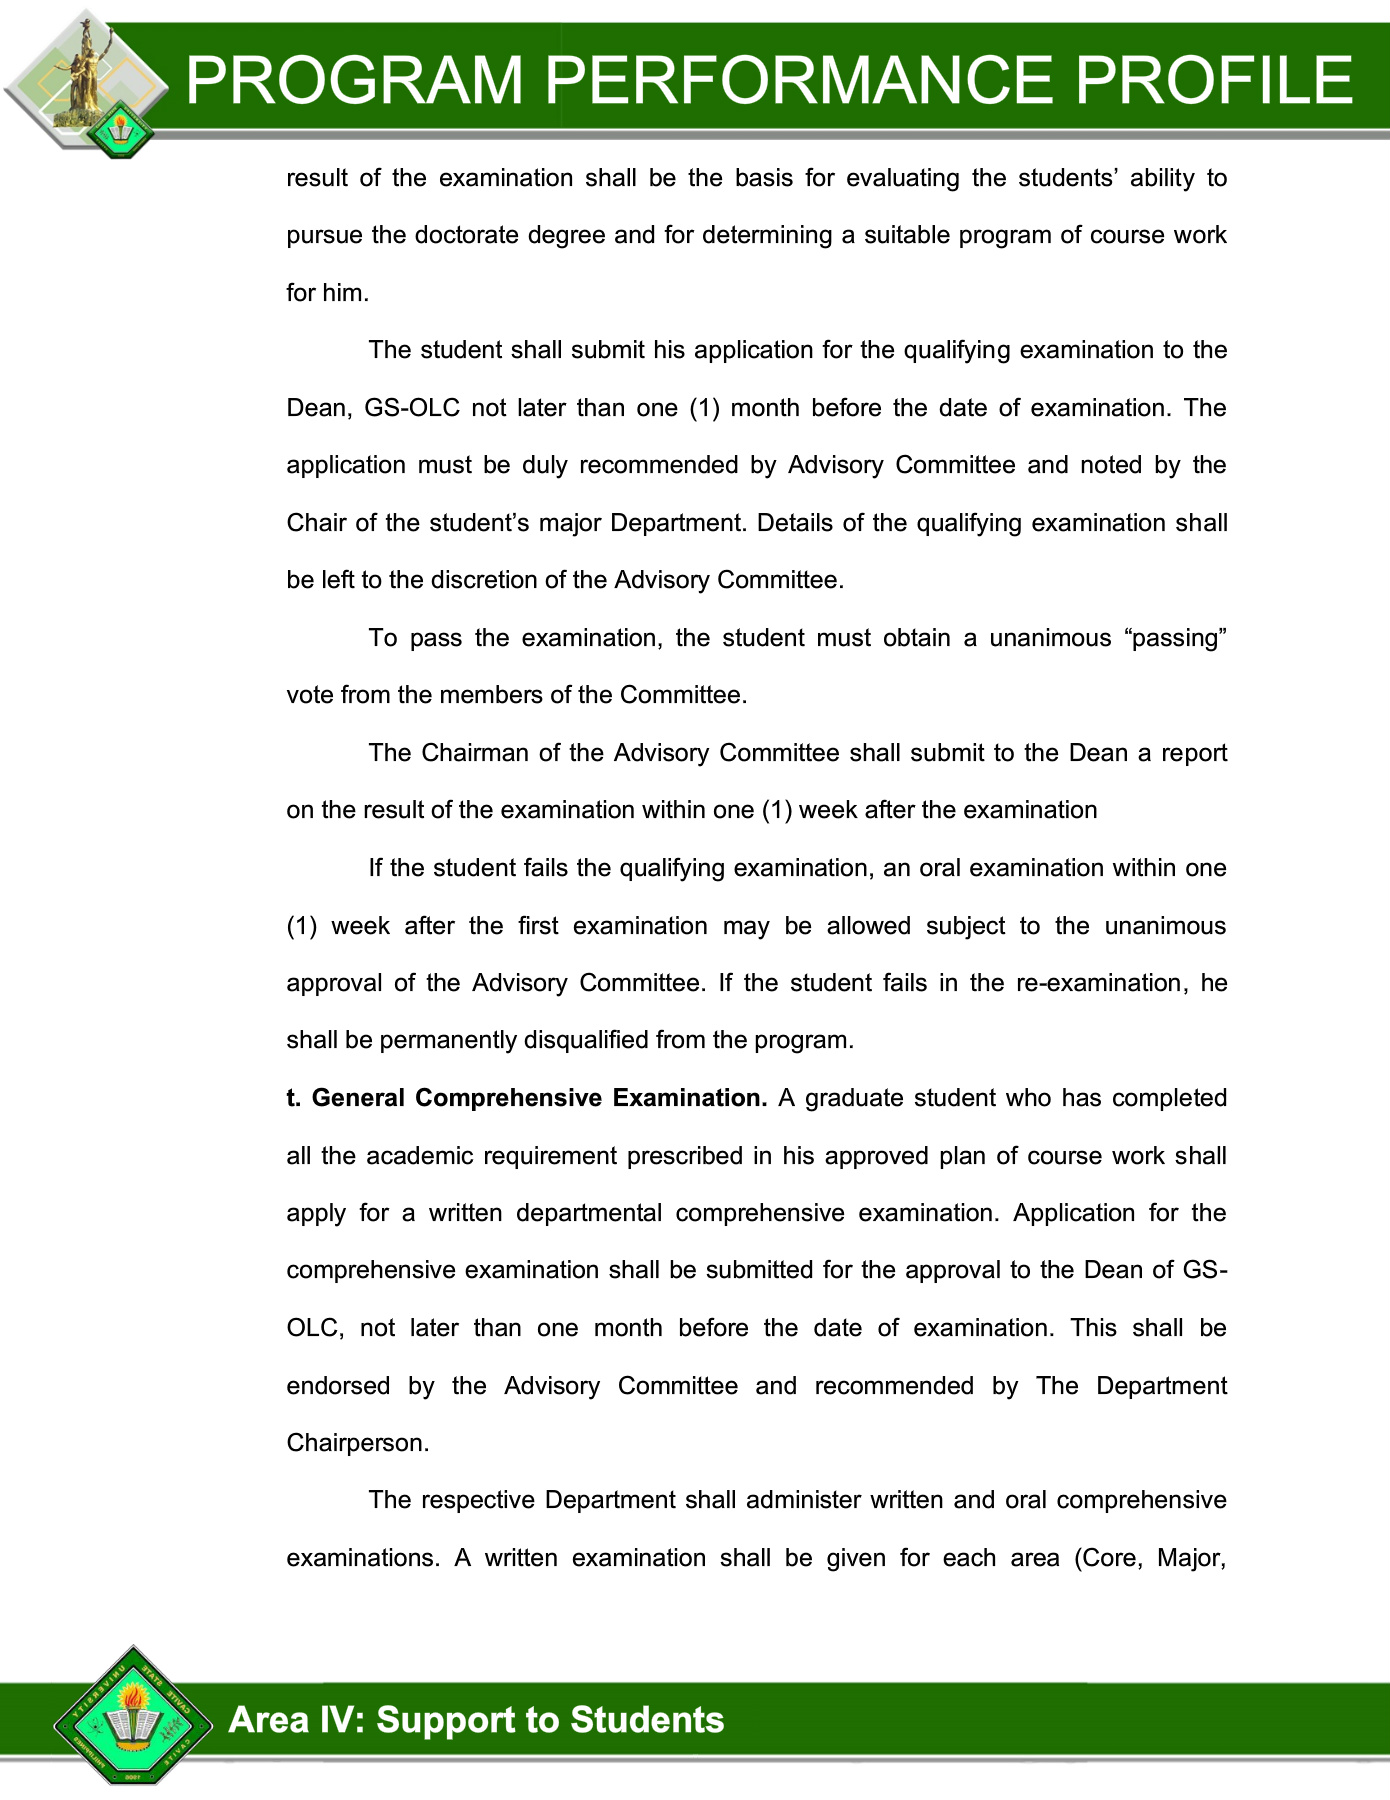 PROGRAM PERFORMANCE PROFILE
result of the examination shall be the basis for evaluating the students’ ability to
pursue the doctorate degree and for determining a suitable program of course work
for him.
The student shall submit his application for the qualifying examination to the
Dean, GS-OLC not later than one (1) month before the date of examination. The
application must be duly recommended by Advisory Committee and noted by the
Chair of the student’s major Department. Details of the qualifying examination shall
be left to the discretion of the Advisory Committee.
To pass the examination, the student must obtain a unanimous “passing”
vote from the members of the Committee.
The Chairman of the Advisory Committee shall submit to the Dean a report
on the result of the examination within one (1) week after the examination
If the student fails the qualifying examination, an oral examination within one
(1) week after the first examination may be allowed subject to the unanimous
approval of the Advisory Committee. If the student fails in the re-examination, he
shall be permanently disqualified from the program.
t. General Comprehensive Examination. A graduate student who has completed
all the academic requirement prescribed in his approved plan of course work shall
apply for a written departmental comprehensive examination. Application for the
comprehensive examination shall be submitted for the approval to the Dean of GS-
OLC, not later than one month before the date of examination. This shall be
endorsed by the Advisory Committee and recommended by The Department
Chairperson.
The respective Department shall administer written and oral comprehensive
examinations. A written examination shall be given for each area (Core, Major,
CAVITE STATE UNIVERSITY
CAVITE PHILIPPINES
Area IV: Support to Students